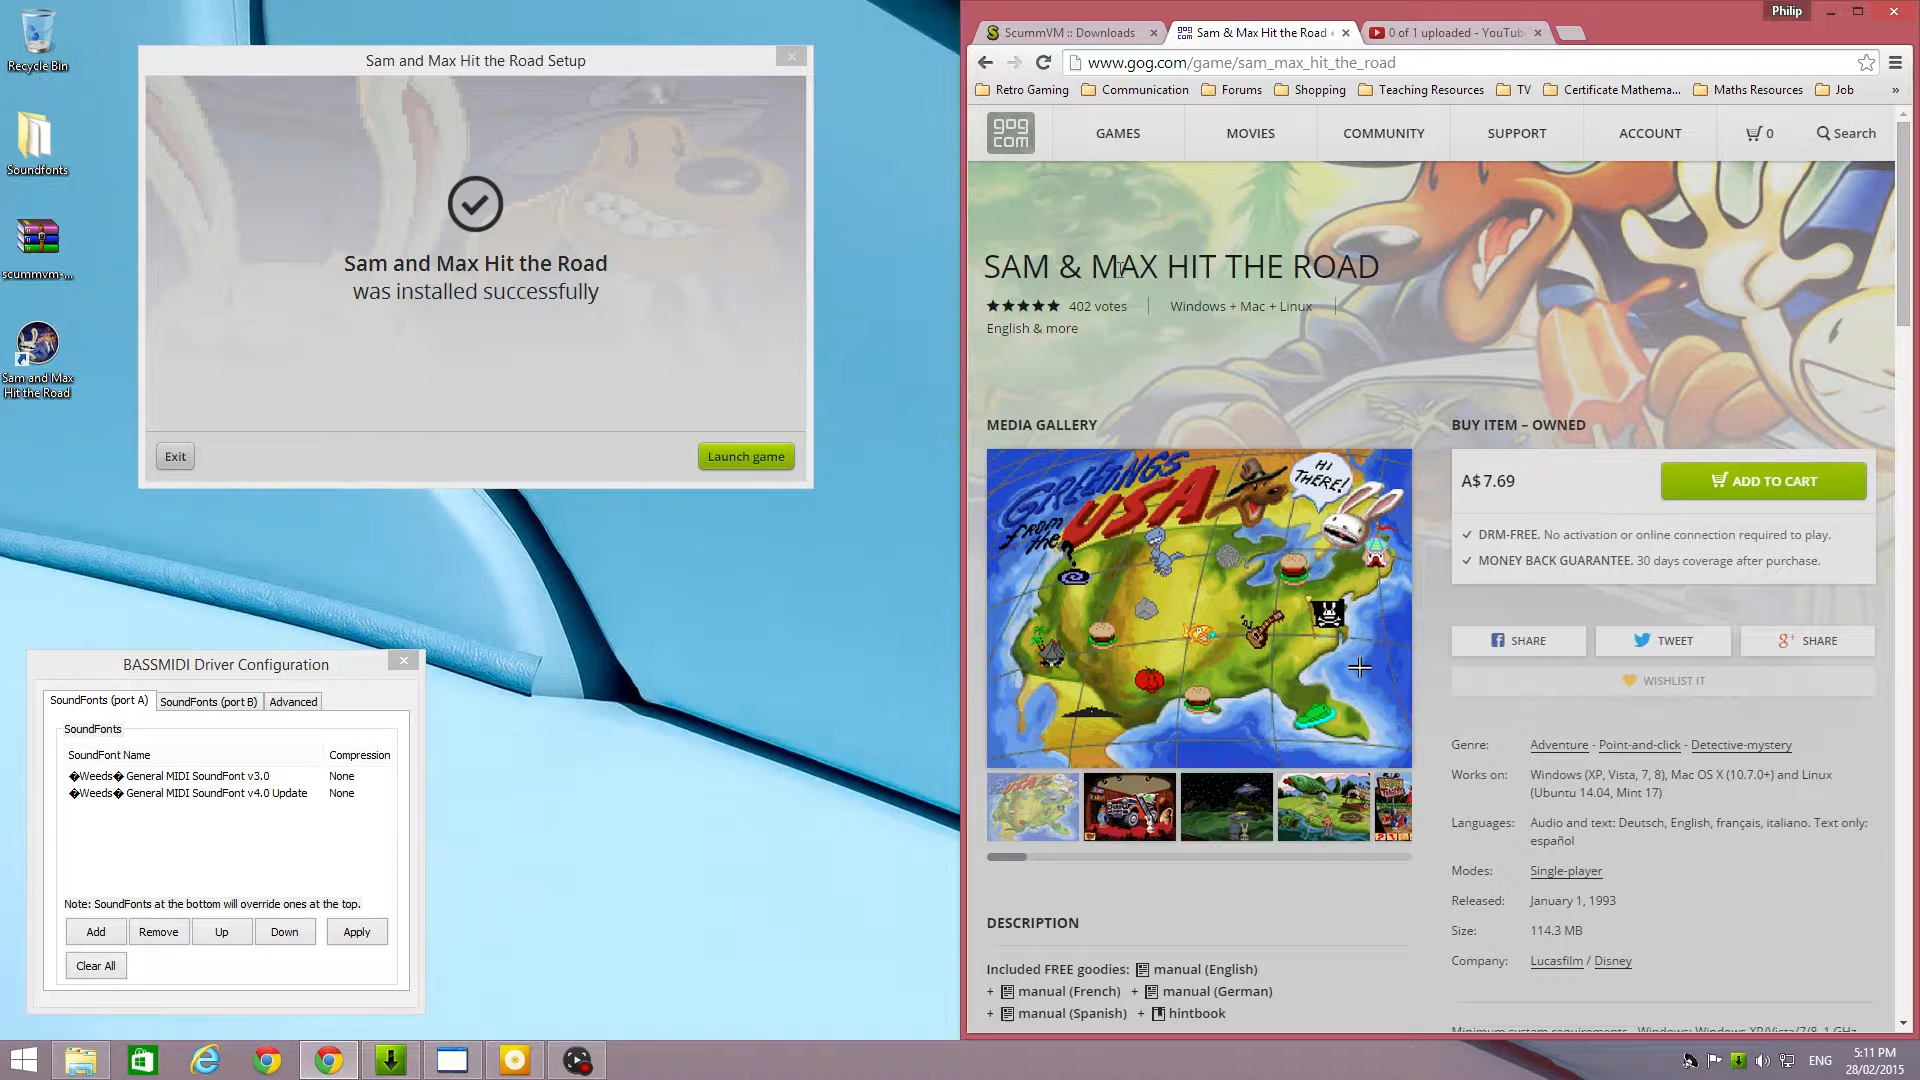 Recycle Bin
Soundfonts
scummvm-...
Sam and Max
Hit the Road
Sam and Max Hit the Road Setup
Sam and Max Hit the Road
was installed successfully
Exit
Launch game
BASSMIDI Driver Configuration
SoundFonts (port A)
SoundFonts (port B)
Advanced
SoundFonts
SoundFont Name
Compression
�Weeds� General MIDI SoundFont v3.0
None
�Weeds� General MIDI SoundFont v4.0 Update
None
Note: SoundFonts at the bottom will override ones at the top.
Add
Remove
Up
Down
Apply
Clear All
Philip
ScummVM :: Downloads
Sam & Max Hit the Road
0 of 1 uploaded - YouTub
www.gog.com/game/sam_max_hit_the_road
Retro Gaming
Communication
Forums
Shopping
Teaching Resources
TV
Certificate Mathema...
Maths Resources
Job
»
gog
com
GAMES
MOVIES
COMMUNITY
SUPPORT
ACCOUNT
0
Search
SAM & MAX HIT THE ROAD
402 votes
Windows + Mac + Linux
English & more
MEDIA GALLERY
GREETINGS
FROM
the
USA
HI
THERE!
BUY ITEM – OWNED
A$ 7.69
ADD TO CART
DRM-FREE. No activation or online connection required to play.
MONEY BACK GUARANTEE. 30 days coverage after purchase.
SHARE
TWEET
g+ SHARE
WISHLIST IT
Genre: Adventure - Point-and-click - Detective-mystery
Works on: Windows (XP, Vista, 7, 8), Mac OS X (10.7.0+) and Linux
(Ubuntu 14.04, Mint 17)
Languages: Audio and text: Deutsch, English, français, italiano. Text only:
español
Modes: Single-player
Released: January 1, 1993
Size: 114.3 MB
Company: Lucasfilm / Disney
Minimum system requirements - Windows: Windows XP/Vista/7/8, 1 GHz
DESCRIPTION
Included FREE goodies: manual (English)
+ manual (French) + manual (German)
+ manual (Spanish) + hintbook
ENG
5:11 PM
28/02/2015